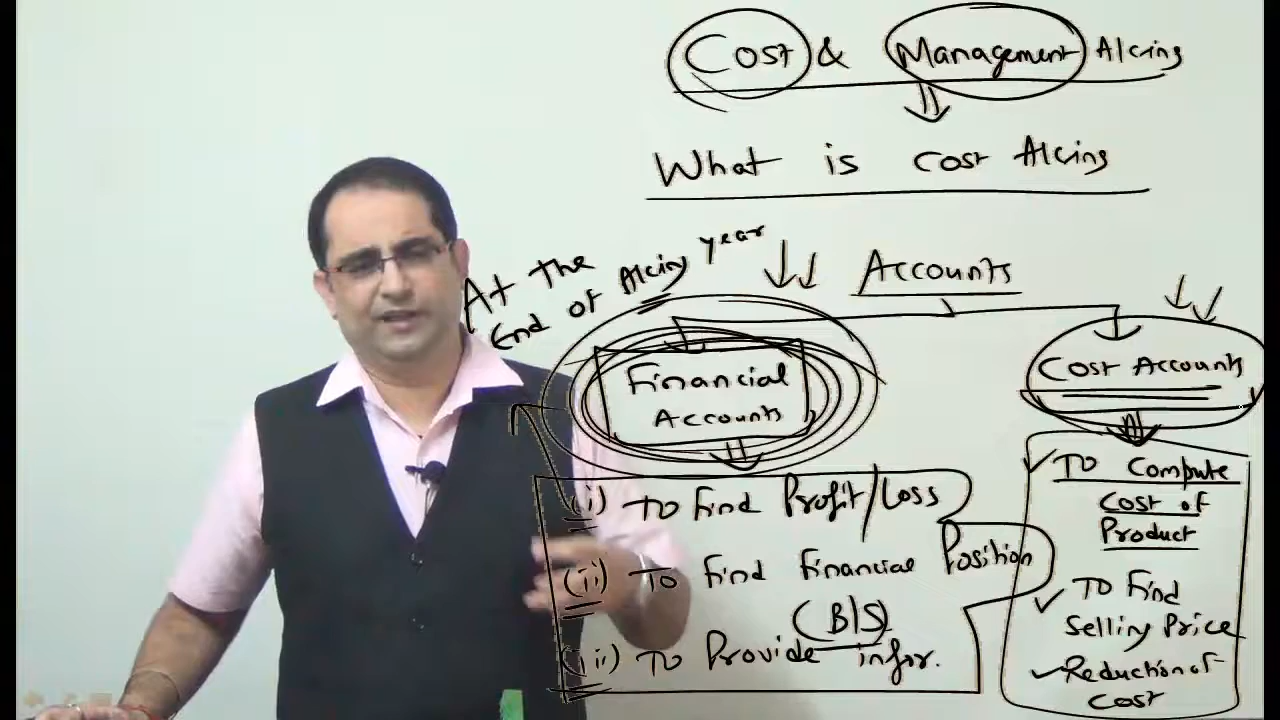 Cost & Management A/cing
What is Cost A/cing
Accounts
At the
End of A/cing year
Financial
Accounts
(i) To Find Profit/Loss
(ii) To Find Financial Position
(B/S)
(iii) To Provide infor.
Cost Accounts
To Compute
Cost of
Product
To Find
Selling Price
Reduction of
Cost